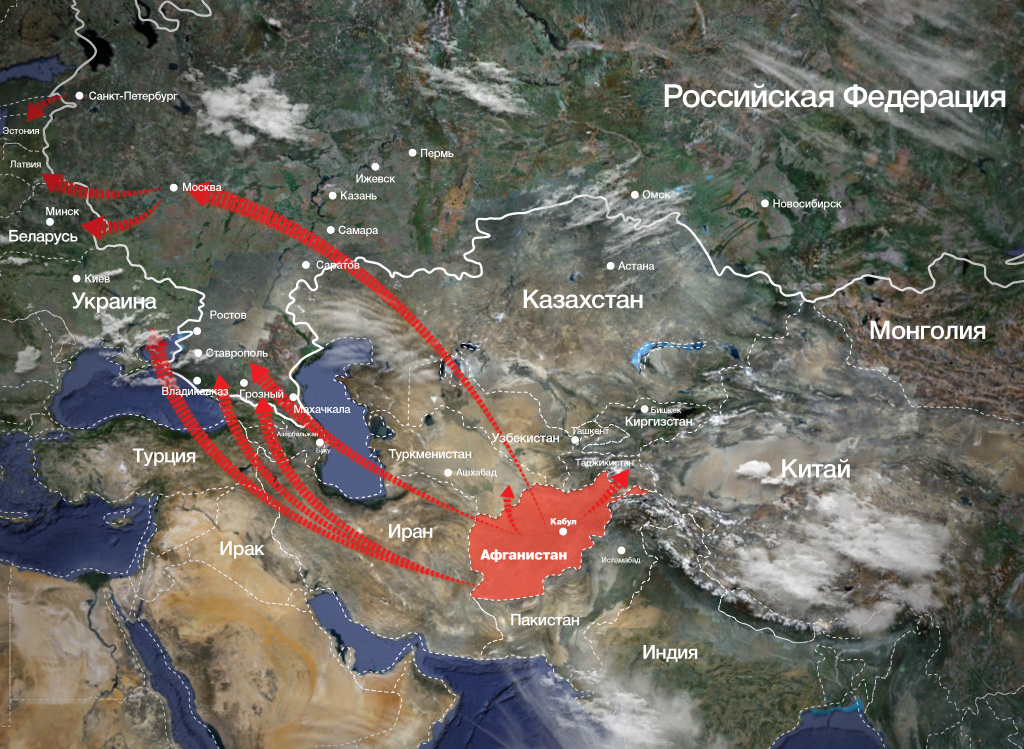 Санкт-Петербург
Российская Федерация
Эстония
Пермь
Латвия
Ижевск
Москва
Казань
Омск
Новосибирск
Минск
Самара
Беларусь
Саратов
Астана
Киев
Украина
Казахстан
Ростов
Монголия
Ставрополь
Владикавказ
Грозный
Махачкала
Бишкек
Киргизстан
Азербайджан
Баку
Узбекистан
Ташкент
Турция
Туркменистан
Таджикистан
Ашхабад
Китай
Иран
Кабул
Ирак
Афганистан
Исламабад
Пакистан
Индия